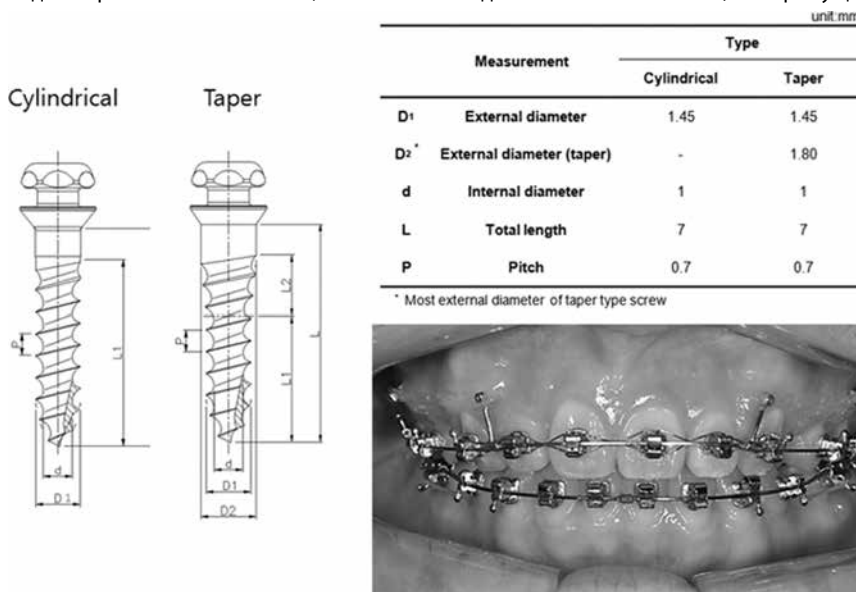 unit:mm
Measurement Type
Cylindrical Taper
D1 External diameter 1.45 1.45
D2* External diameter (taper) - 1.80
d Internal diameter 1 1
L Total length 7 7
P Pitch 0.7 0.7
* Most external diameter of taper type screw
Cylindrical Taper
P
L1
d
D1
P
L2
L1
L
d
D1
D2